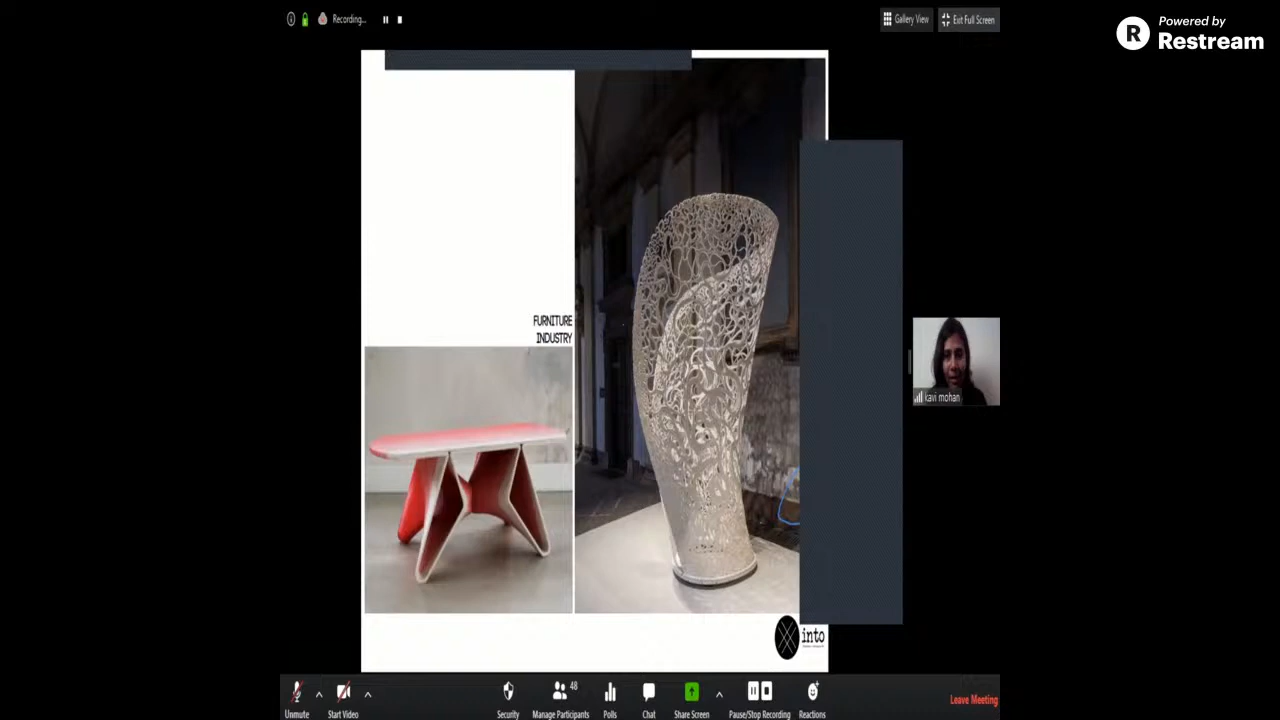 Recording...
Gallery View
Exit Full Screen
Powered by
Restream
FURNITURE
INDUSTRY
kavi mohan
into
Unmute
Start Video
Security
48
Manage Participants
Polls
Chat
Share Screen
Pause/Stop Recording
Reactions
Leave Meeting